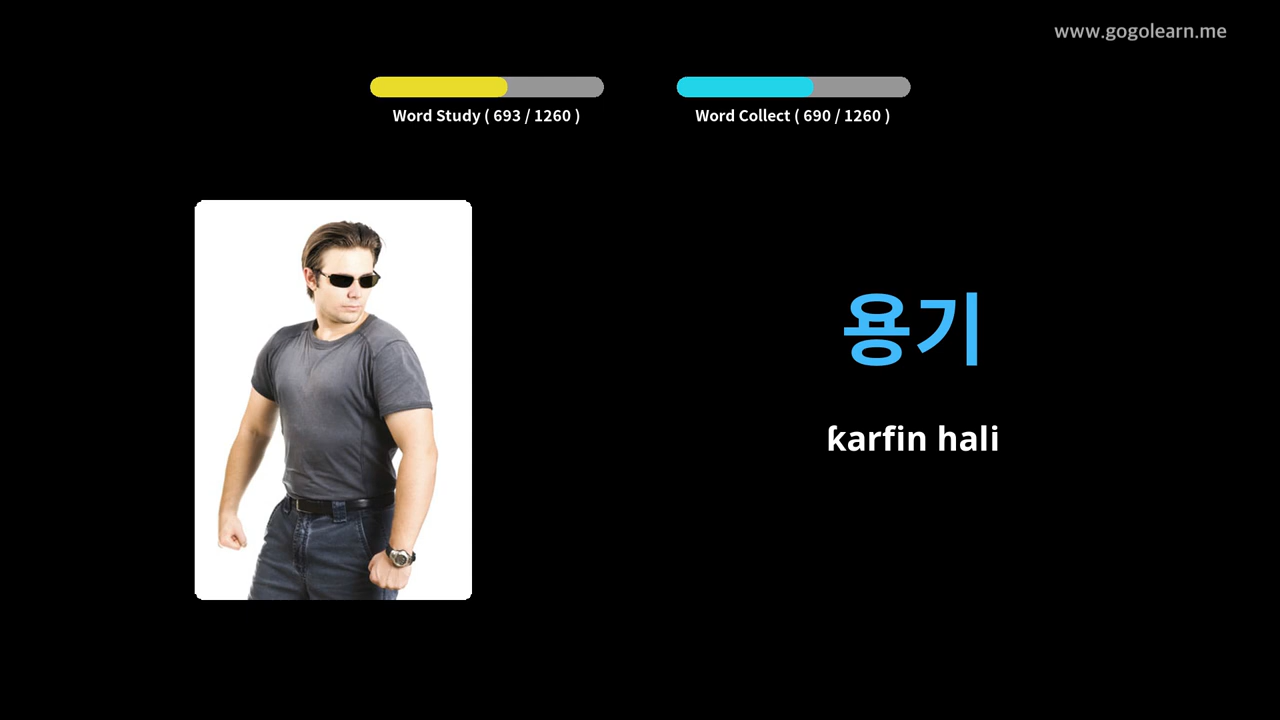 www.gogolearn.me
Word Study ( 693 / 1260 )
Word Collect ( 690 / 1260 )
용기
ƙarfin hali